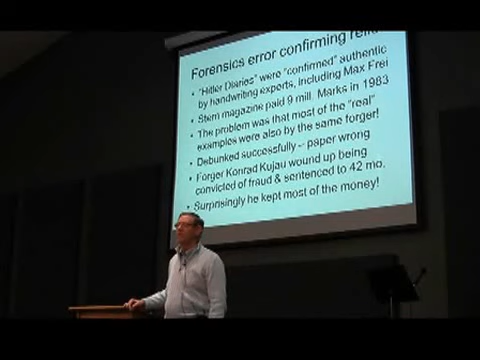 Forensics error confirming
• "Hitler Diaries" were "confirmed" authentic
by handwriting experts, including Max Frei
• Stern magazine paid 9 mill. Marks in 1983
• The problem was that most of the "real"
examples were also by the same forger!
• Debunked successfully -- paper wrong
• Forger Konrad Kujau wound up being
convicted of fraud & sentenced to 42 mo.
• Surprisingly he kept most of the money!